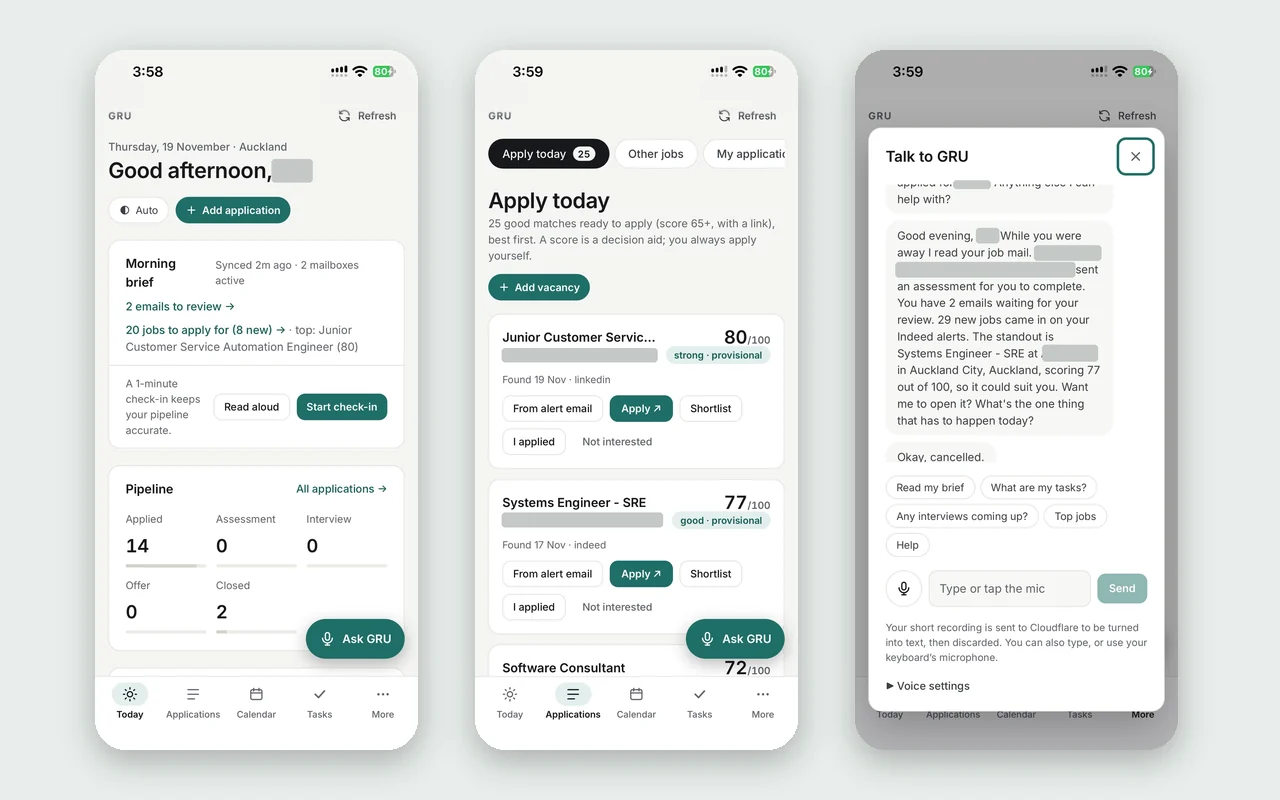 3:58
80
GRU
Refresh
Thursday, 19 November · Auckland
Good afternoon,
Auto
+ Add application
Morning
brief
Synced 2m ago · 2 mailboxes
active
2 emails to review →
20 jobs to apply for (8 new) → · top: Junior
Customer Service Automation Engineer (80)
A 1-minute
check-in keeps
your pipeline
accurate.
Read aloud
Start check-in
Pipeline
All applications →
Applied
Assessment
Interview
14
0
0
Offer
Closed
0
2
Ask GRU
Today
Applications
Calendar
Tasks
More
3:59
80
GRU
Refresh
Apply today 25
Other jobs
My applicatio
Apply today
25 good matches ready to apply (score 65+, with a link),
best first. A score is a decision aid; you always apply
yourself.
+ Add vacancy
Junior Customer Servic...
80/100
strong · provisional
Found 19 Nov · linkedin
From alert email
Apply ↗
Shortlist
I applied
Not interested
Systems Engineer - SRE
77/100
good · provisional
Found 17 Nov · indeed
From alert email
Apply ↗
Shortlist
I applied
Not interested
Ask GRU
Software Consultant
72/100
Today
Applications
Calendar
Tasks
More
3:59
80
GRU
Refresh
Talk to GRU
applied for Anything else I can
help with?
Good evening, While you were
away I read your job mail.
sent
an assessment for you to complete.
You have 2 emails waiting for your
review. 29 new jobs came in on your
Indeed alerts. The standout is
Systems Engineer - SRE at
in Auckland City, Auckland, scoring 77
out of 100, so it could suit you. Want
me to open it? What's the one thing
that has to happen today?
Okay, cancelled.
Read my brief
What are my tasks?
Any interviews coming up?
Top jobs
Help
Type or tap the mic
Send
Your short recording is sent to Cloudflare to be turned
into text, then discarded. You can also type, or use your
keyboard's microphone.
▶ Voice settings
Today
Applications
Calendar
Tasks
More